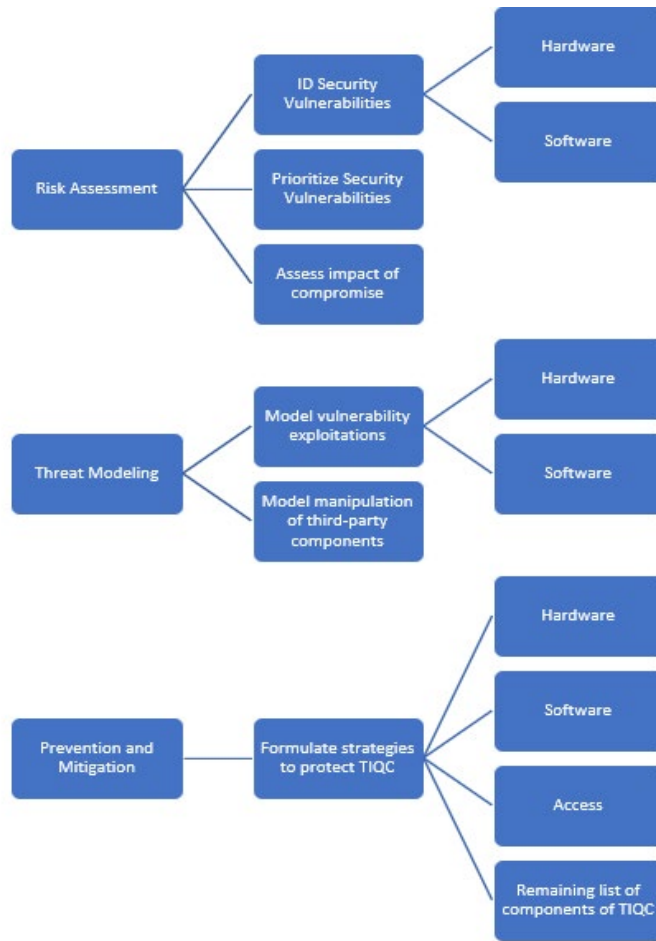 Risk Assessment
ID Security
Vulnerabilities
Hardware
Software
Prioritize Security
Vulnerabilities
Assess impact of
compromise
Threat Modeling
Model vulnerability
exploitations
Hardware
Software
Model manipulation
of third-party
components
Prevention and
Mitigation
Formulate strategies
to protect TIQC
Hardware
Software
Access
Remaining list of
components of TIQC